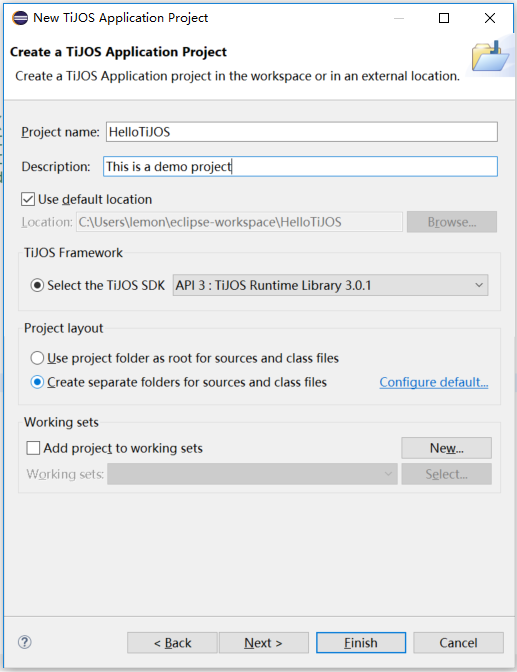 New TiJOS Application Project
Create a TiJOS Application Project
Create a TiJOS Application project in the workspace or in an external location.
Project name: HelloTiJOS
Description: This is a demo project
Use default location
Location: C:\Users\lemon\eclipse-workspace\HelloTiJOS Browse...
TiJOS Framework
Select the TiJOS SDK API 3 : TiJOS Runtime Library 3.0.1
Project layout
Use project folder as root for sources and class files
Create separate folders for sources and class files Configure default...
Working sets
Add project to working sets New...
Working sets: Select...
? < Back Next > Finish Cancel